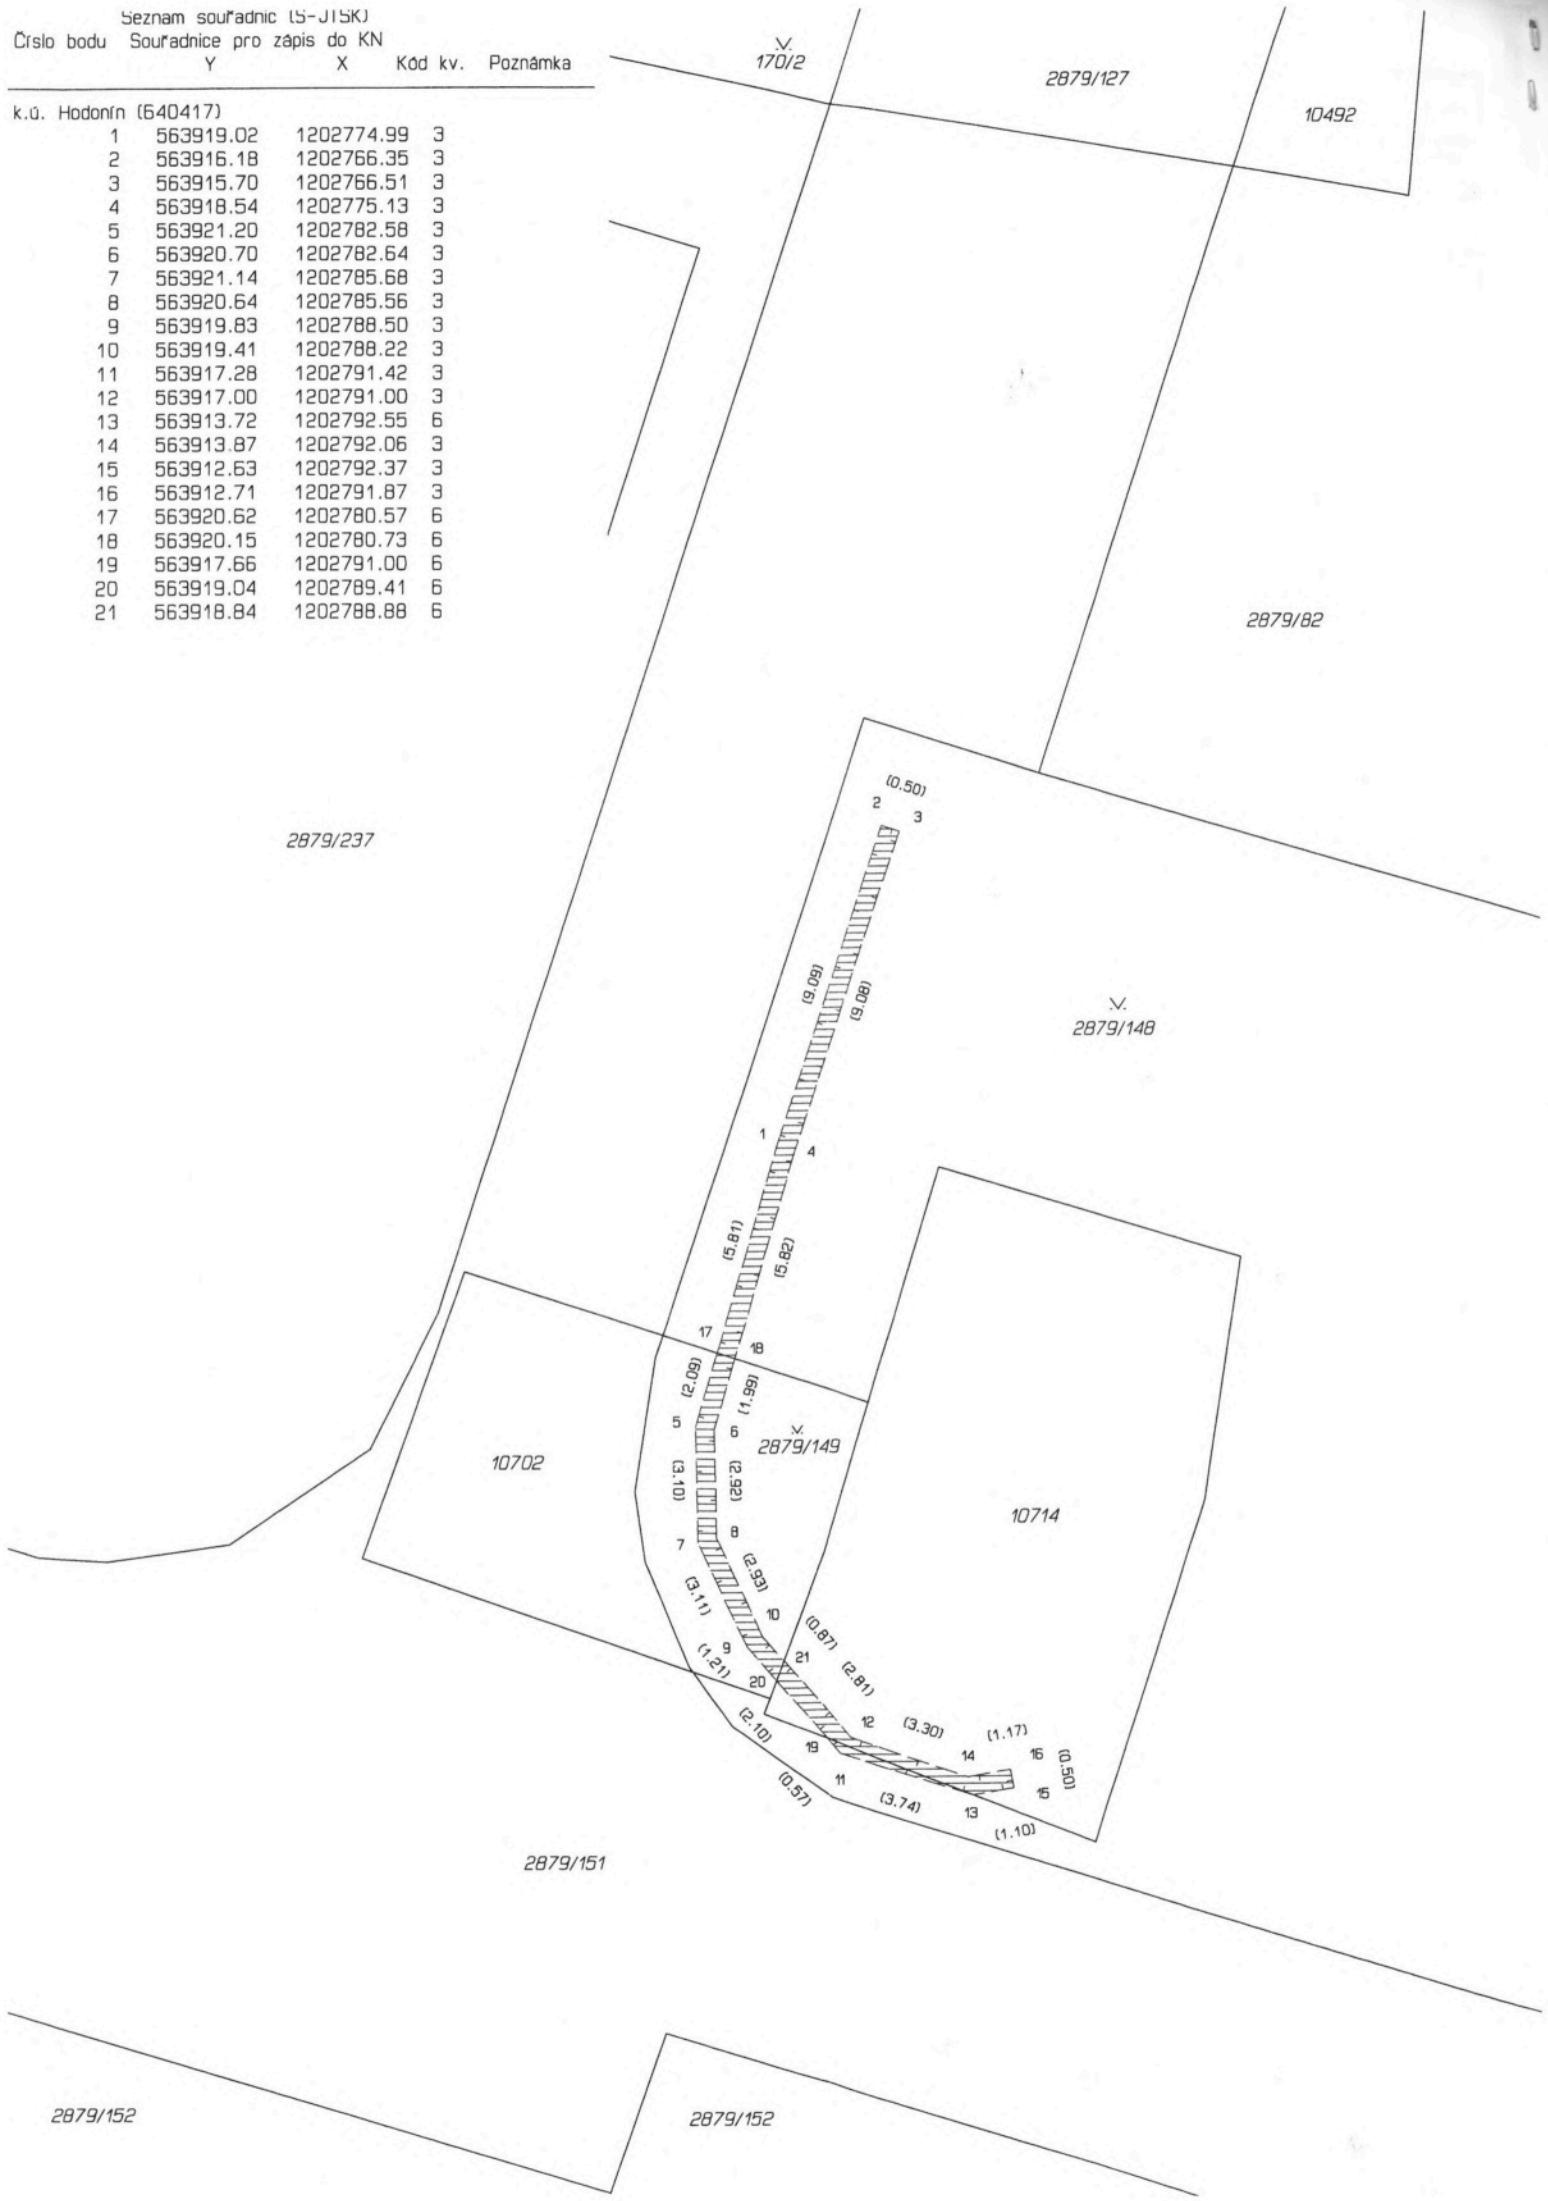 Seznam souřadnic (S-JTSK)
Číslo bodu Souřadnice pro zápis do KN
Y X Kód kv. Poznámka
k.ú. Hodonín (640417)
1 563919.02 1202774.99 3
2 563916.18 1202766.35 3
3 563915.70 1202766.51 3
4 563918.54 1202775.13 3
5 563921.20 1202782.58 3
6 563920.70 1202782.64 3
7 563921.14 1202785.68 3
8 563920.64 1202785.56 3
9 563919.83 1202788.50 3
10 563919.41 1202788.22 3
11 563917.28 1202791.42 3
12 563917.00 1202791.00 3
13 563913.72 1202792.55 6
14 563913.87 1202792.06 3
15 563912.63 1202792.37 3
16 563912.71 1202791.87 3
17 563920.62 1202780.57 6
18 563920.15 1202780.73 6
19 563917.66 1202791.00 6
20 563919.04 1202789.41 6
21 563918.84 1202788.88 6
170/2
2879/127
10492
2879/82
2879/237
(0.50)
2
3
(9.09)
(9.08)
2879/148
1
4
(5.81)
(5.82)
17
18
(2.09)
(1.99)
5
6
2879/149
10702
(3.10)
(2.92)
10714
7
8
(2.93)
(3.11)
10
(0.87)
9
21
(1.21)
(2.81)
20
(2.10)
12
(3.30)
(1.17)
19
14
16
(0.50)
11
15
(0.57)
(3.74)
13
(1.10)
2879/151
2879/152
2879/152